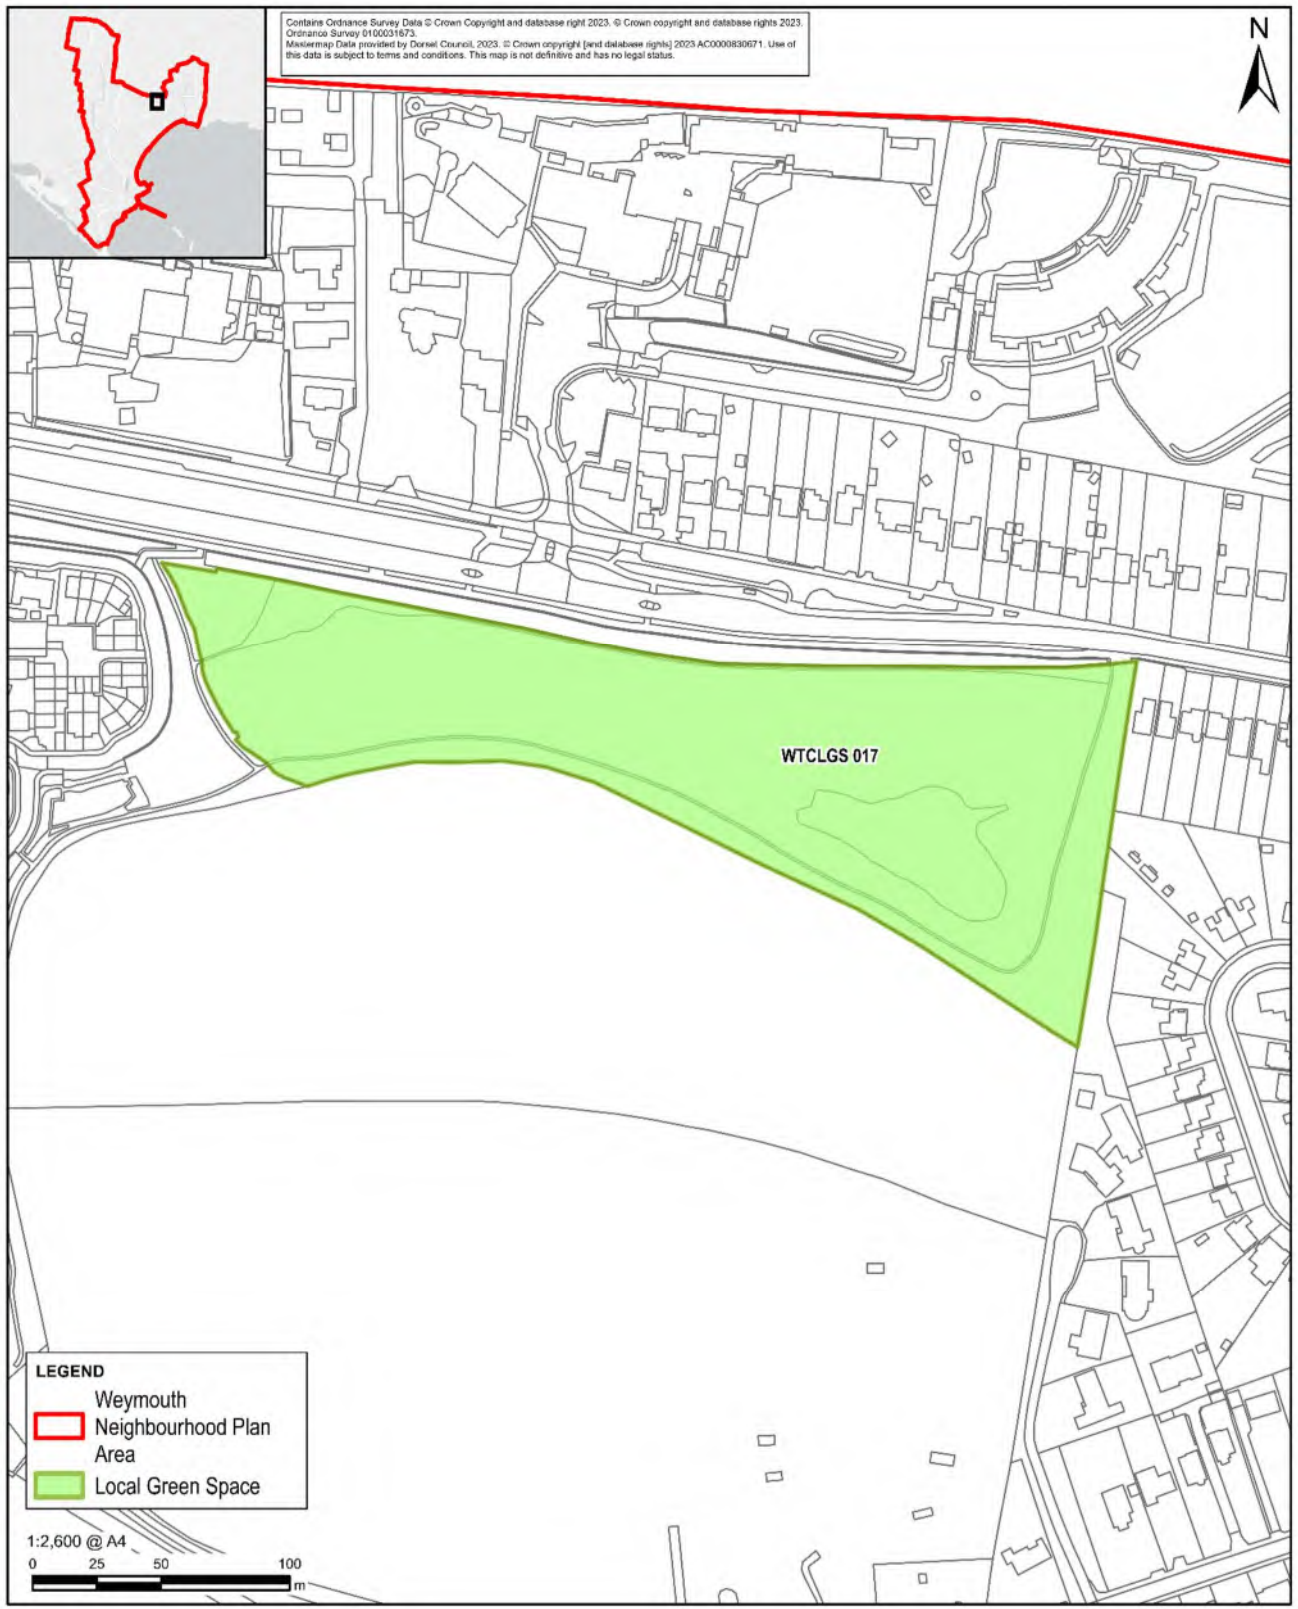 Contains Ordnance Survey Data © Crown Copyright and database right 2023. © Crown copyright and database rights 2023.
Ordnance Survey 0100031673.
Mastermap Data provided by Dorset Council, 2023. © Crown copyright [and database rights] 2023 AC0000830671. Use of
this data is subject to terms and conditions. This map is not definitive and has no legal status.
N
WTCLGS 017
LEGEND
Weymouth
Neighbourhood Plan
Area
Local Green Space
1:2,600 @ A4
0 25 50 100
m